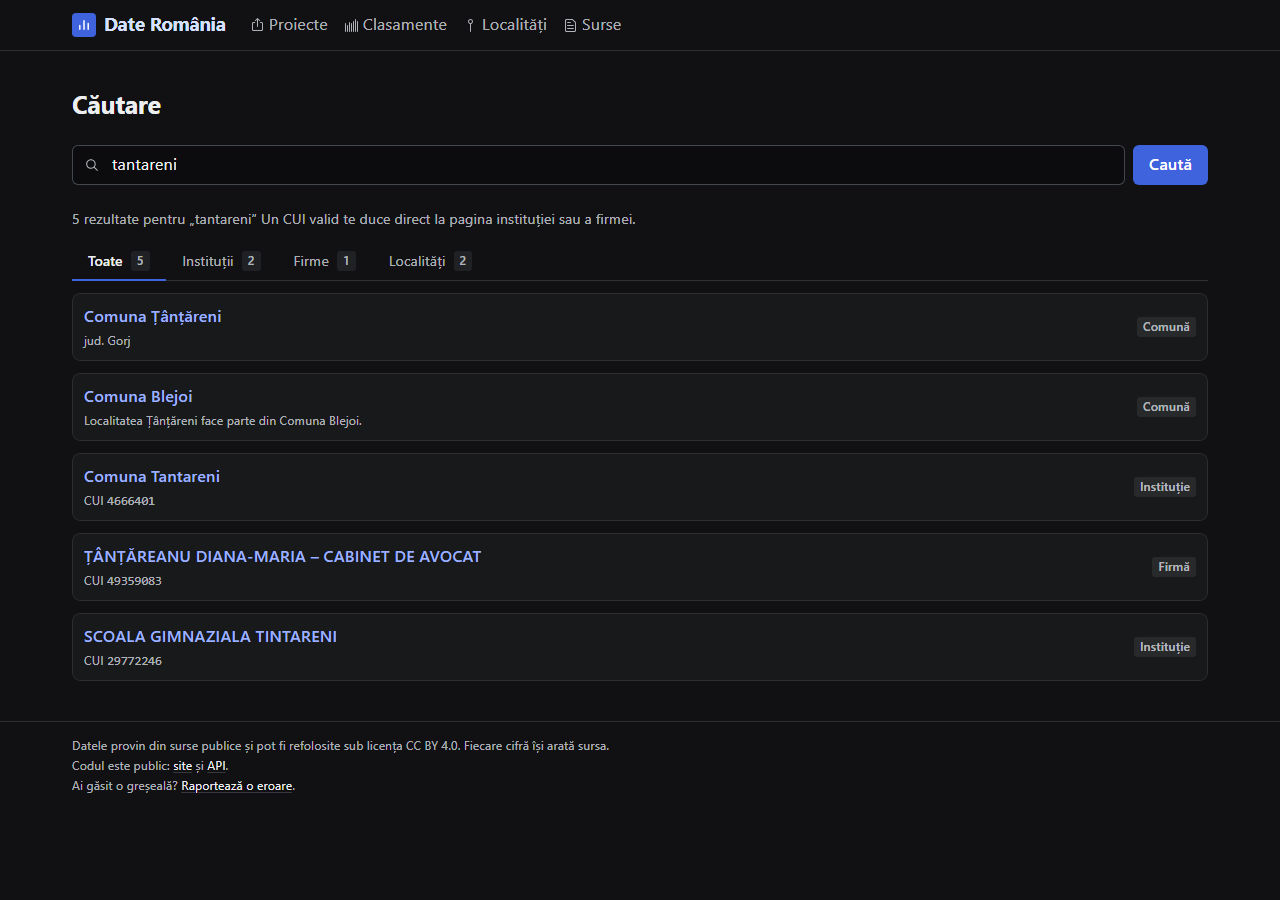 Date România Proiecte Clasamente Localități Surse
Căutare
tantareni Caută
5 rezultate pentru „tantareni” Un CUI valid te duce direct la pagina instituției sau a firmei.
Toate 5 Instituții 2 Firme 1 Localități 2
Comuna Țânțăreni
jud. Gorj
Comună
Comuna Blejoi
Localitatea Țânțăreni face parte din Comuna Blejoi.
Comună
Comuna Tantareni
CUI 4666401
Instituție
ȚÂNȚĂREANU DIANA-MARIA – CABINET DE AVOCAT
CUI 49359083
Firmă
SCOALA GIMNAZIALA TINTARENI
CUI 29772246
Instituție
Datele provin din surse publice și pot fi refolosite sub licența CC BY 4.0. Fiecare cifră își arată sursa.
Codul este public: site și API.
Ai găsit o greșeală? Raportează o eroare.